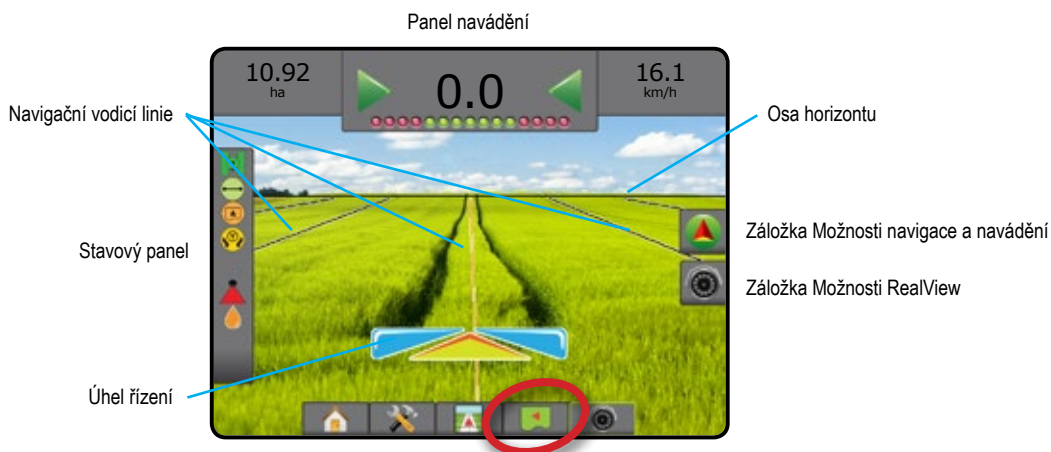 Panel navádění
10.92
ha
0.0
16.1
km/h
Navigační vodicí linie
Osa horizontu
Stavový panel
Záložka Možnosti navigace a navádění
Záložka Možnosti RealView
Úhel řízení